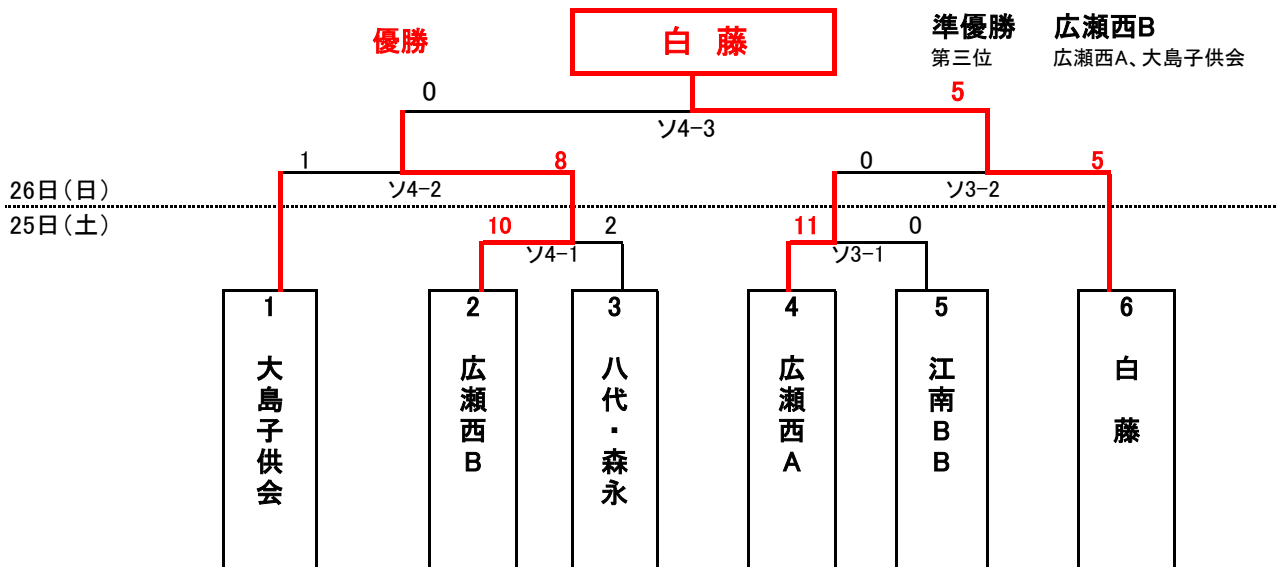 優勝
白 藤
準優勝 広瀬西B
第三位 広瀬西A、大島子供会
0 5
ソ4-3
1 8 0 5
ソ4-2 ソ3-2
26日(日)
25日(土)
10 2 11 0
ソ4-1 ソ3-1
1 2 3 4 5 6
大島子供会
広瀬西B
八代・森永
広瀬西A
江南BB
白 藤